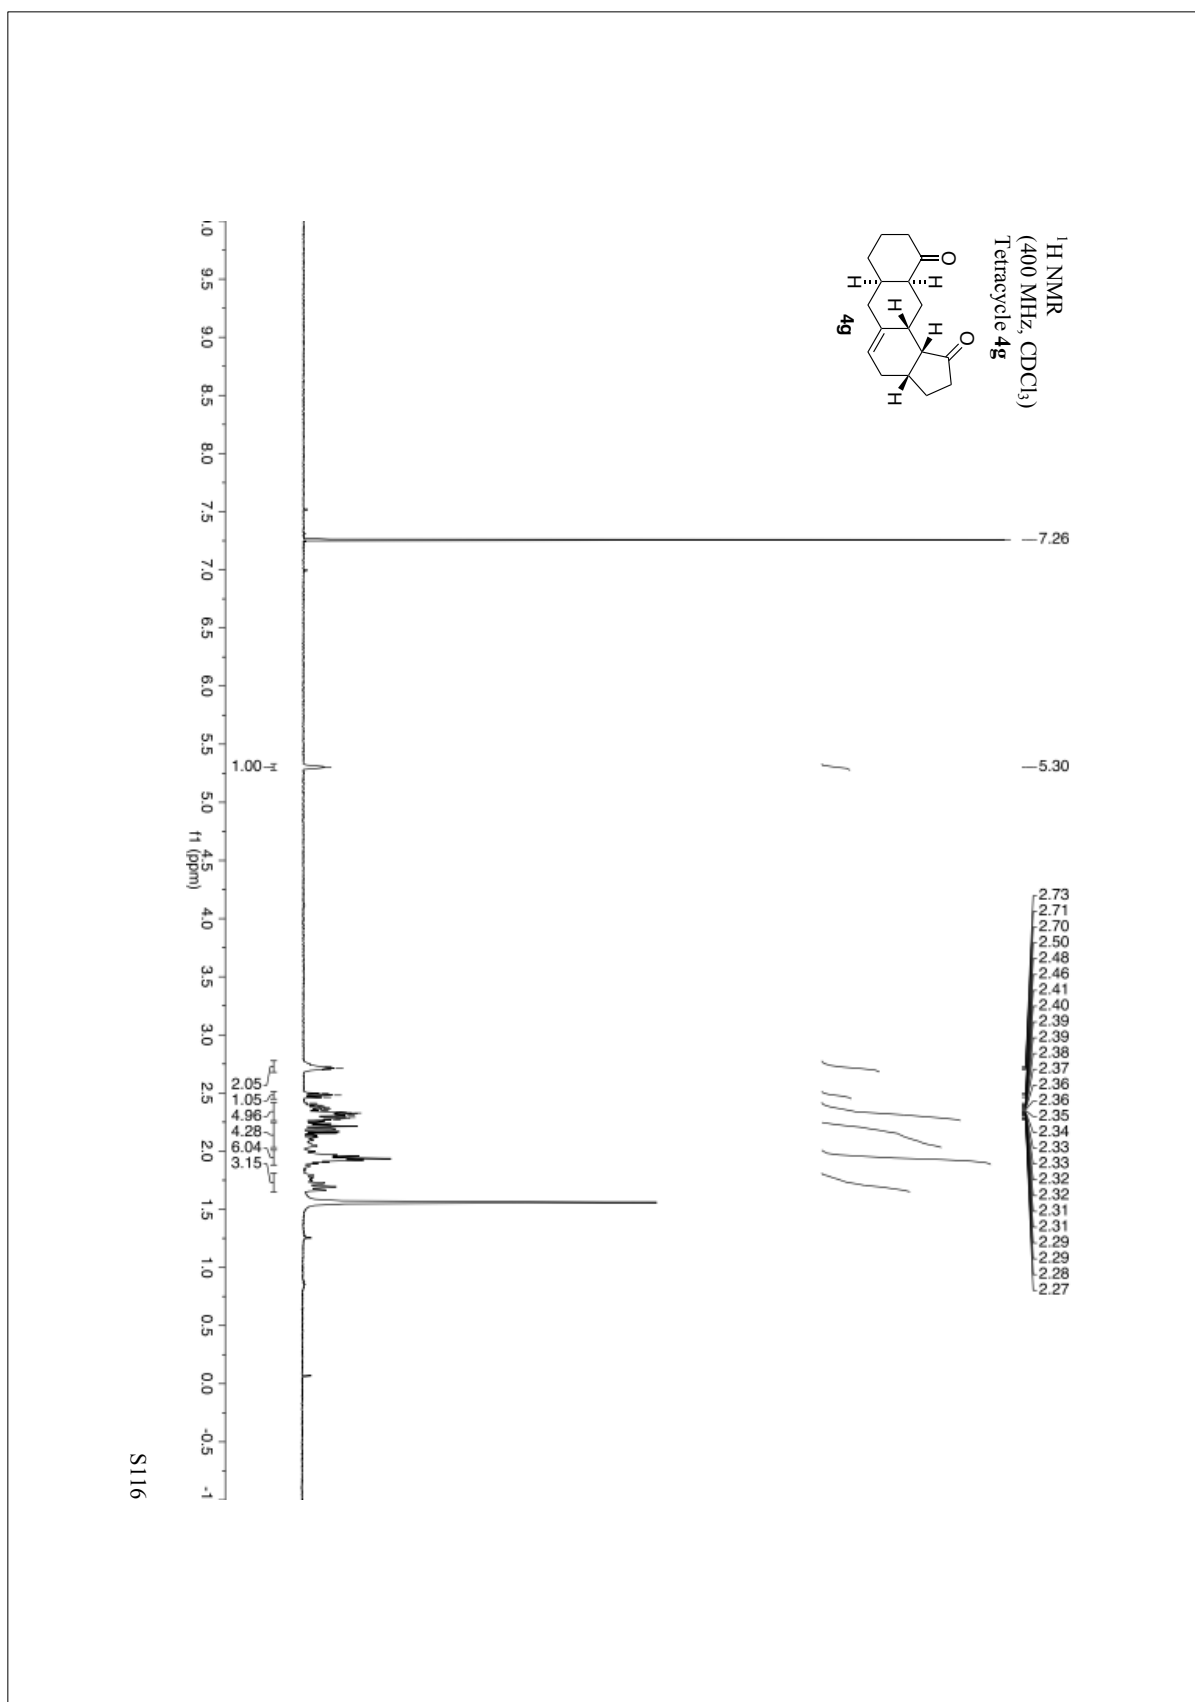 ¹H NMR
(400 MHz, CDCl₃)
Tetracycle 4g
O
H
H
H
H
O
H
4g
7.26
5.30
2.73
2.71
2.70
2.50
2.48
2.46
2.41
2.40
2.39
2.39
2.38
2.37
2.36
2.36
2.35
2.34
2.33
2.33
2.32
2.32
2.31
2.31
2.29
2.29
2.28
2.27
1.00
2.05
1.05
4.96
4.28
6.04
3.15
.0 9.5 9.0 8.5 8.0 7.5 7.0 6.5 6.0 5.5 5.0 4.5 4.0 3.5 3.0 2.5 2.0 1.5 1.0 0.5 0.0 -0.5 -1
f1 (ppm)
S116